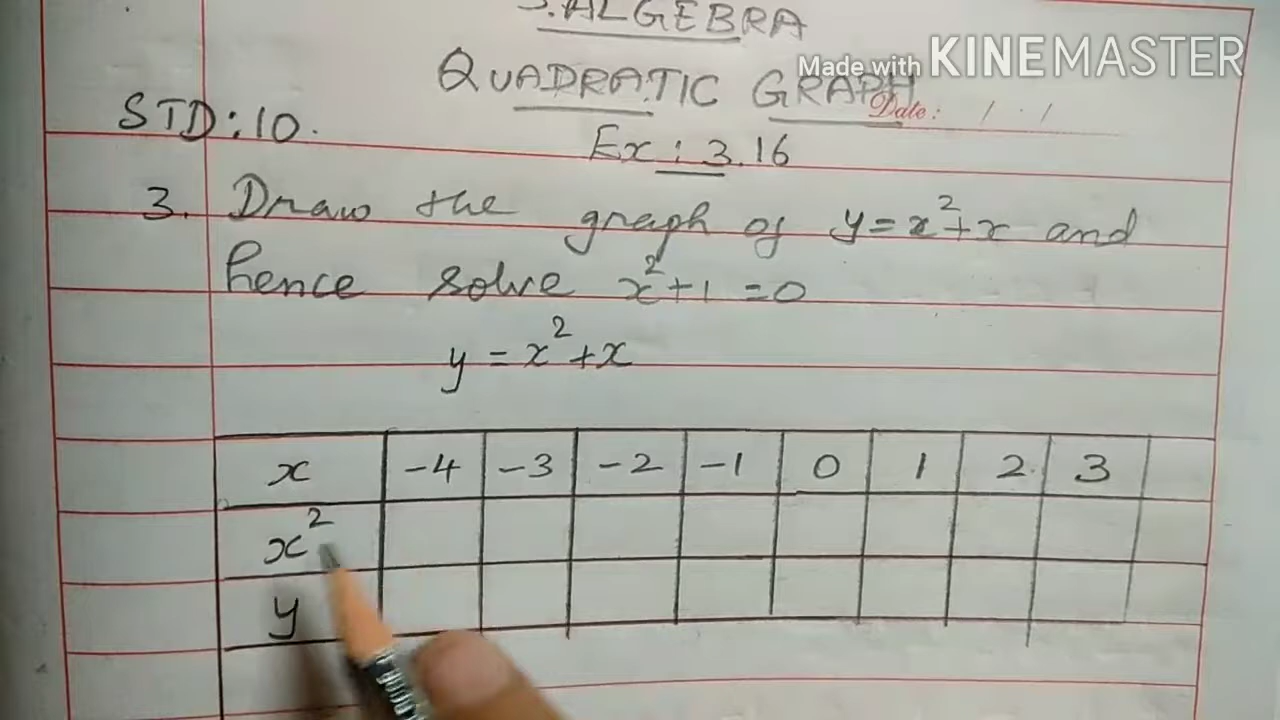 3.ALGEBRA
Made with KINEMASTER
QUADRATIC GRAPH
Date: / /
STD:10.
Ex: 3.16
3. Draw the graph of y=x²+x and
hence solve x²+1=0
y=x²+x
x -4 -3 -2 -1 0 1 2 3
x²
y